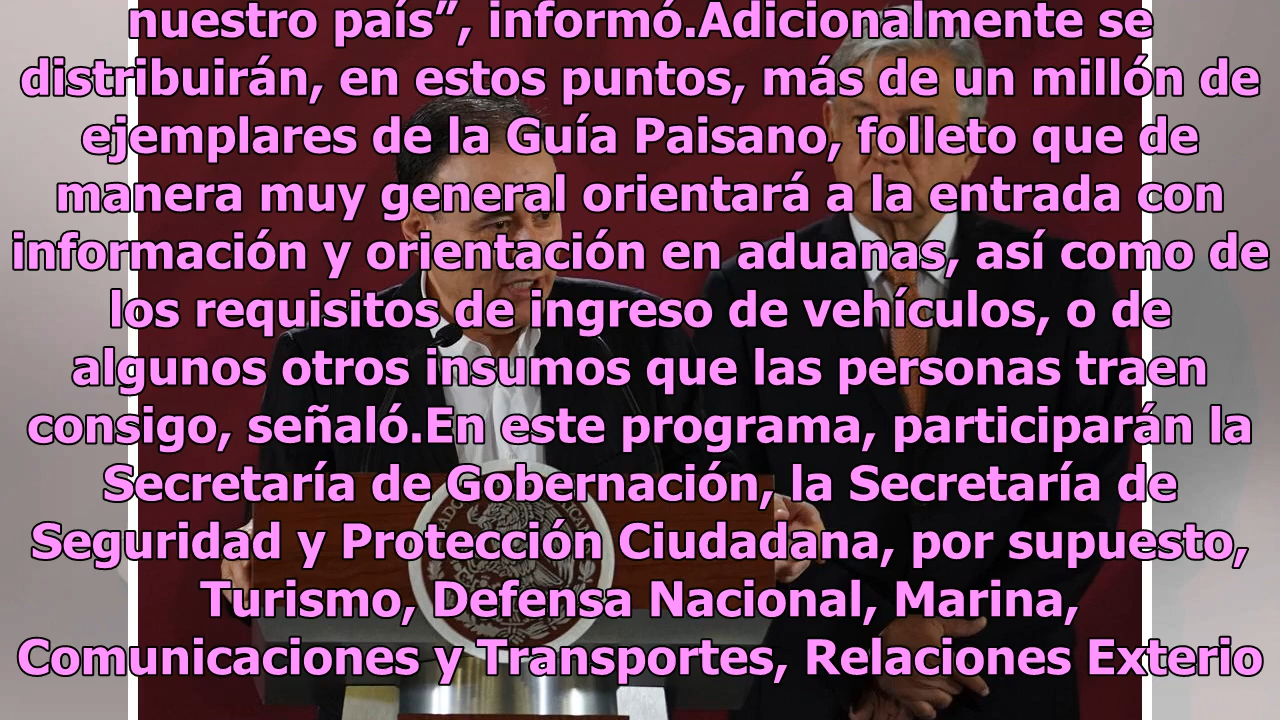 nuestro país”, informó.Adicionalmente se
distribuirán, en estos puntos, más de un millón de
ejemplares de la Guía Paisano, folleto que de
manera muy general orientará a la entrada con
información y orientación en aduanas, así como de
los requisitos de ingreso de vehículos, o de
algunos otros insumos que las personas traen
consigo, señaló.En este programa, participarán la
Secretaría de Gobernación, la Secretaría de
Seguridad y Protección Ciudadana, por supuesto,
Turismo, Defensa Nacional, Marina,
Comunicaciones y Transportes, Relaciones Exterio